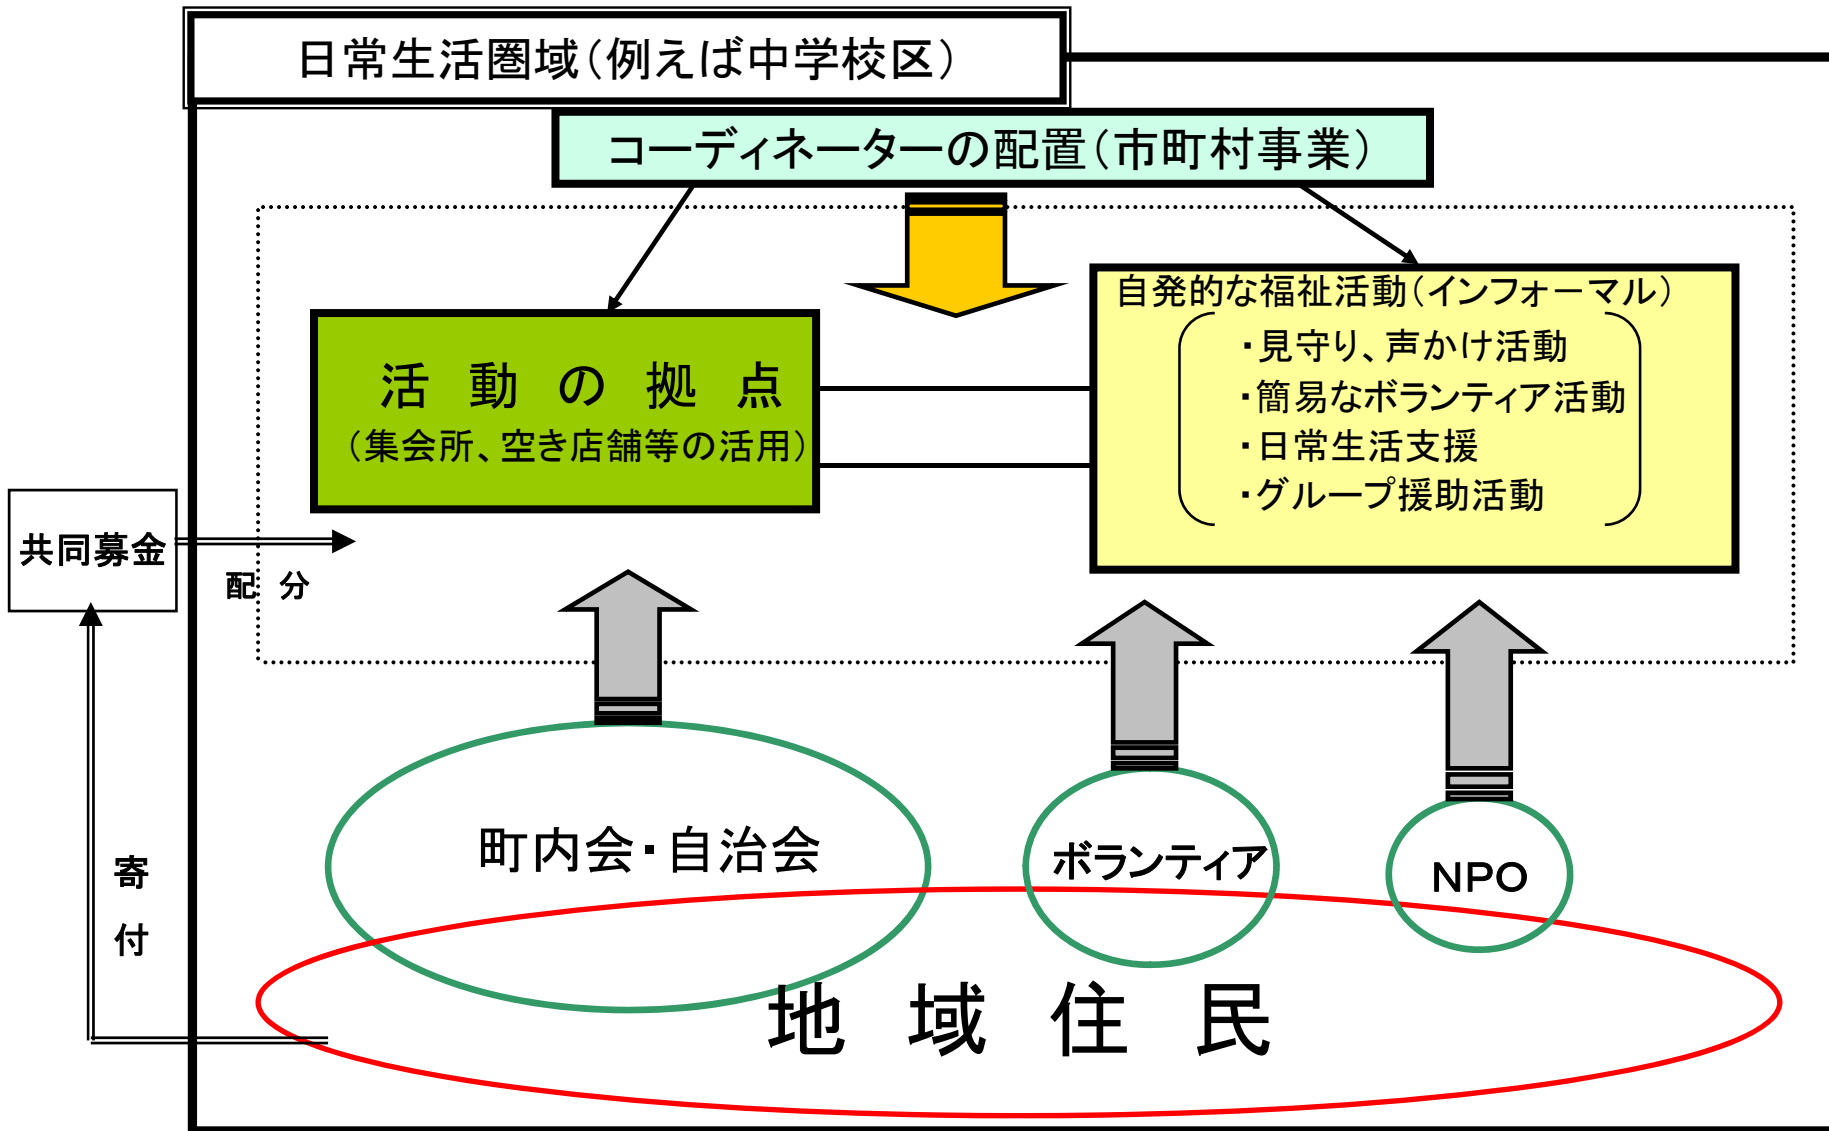 日常生活圏域（例えば中学校区）
コーディネーターの配置（市町村事業）
自発的な福祉活動（インフォーマル）
・見守り、声かけ活動
・簡易なボランティア活動
・日常生活支援
・グループ援助活動
活　動　の　拠　点
（集会所、空き店舗等の活用）
共同募金
配　分
町内会・自治会
ボランティア
NPO
寄
付
地　域　住　民